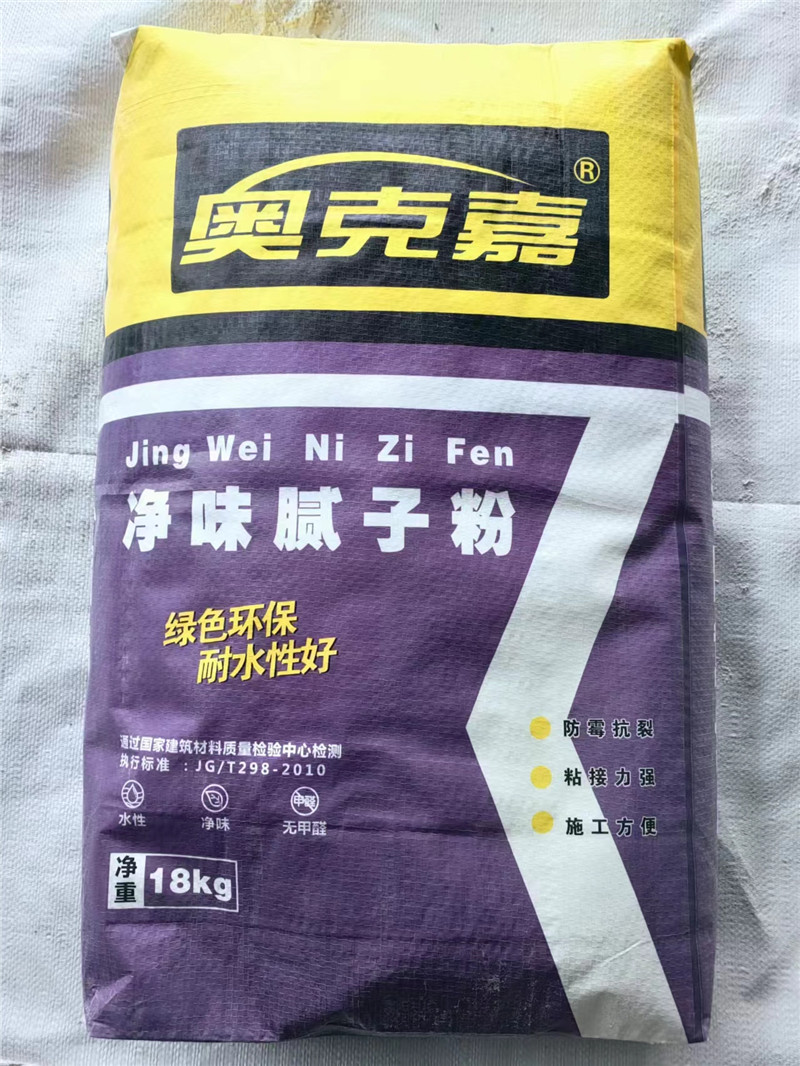 奥克嘉®
Jing Wei Ni Zi Fen
净味腻子粉
绿色环保
耐水性好
通过国家建筑材料质量检验中心检测
执行标准 : JG/T298-2010
水性
净味
甲醛
无甲醛
防霉抗裂
粘接力强
施工方便
净重 18kg